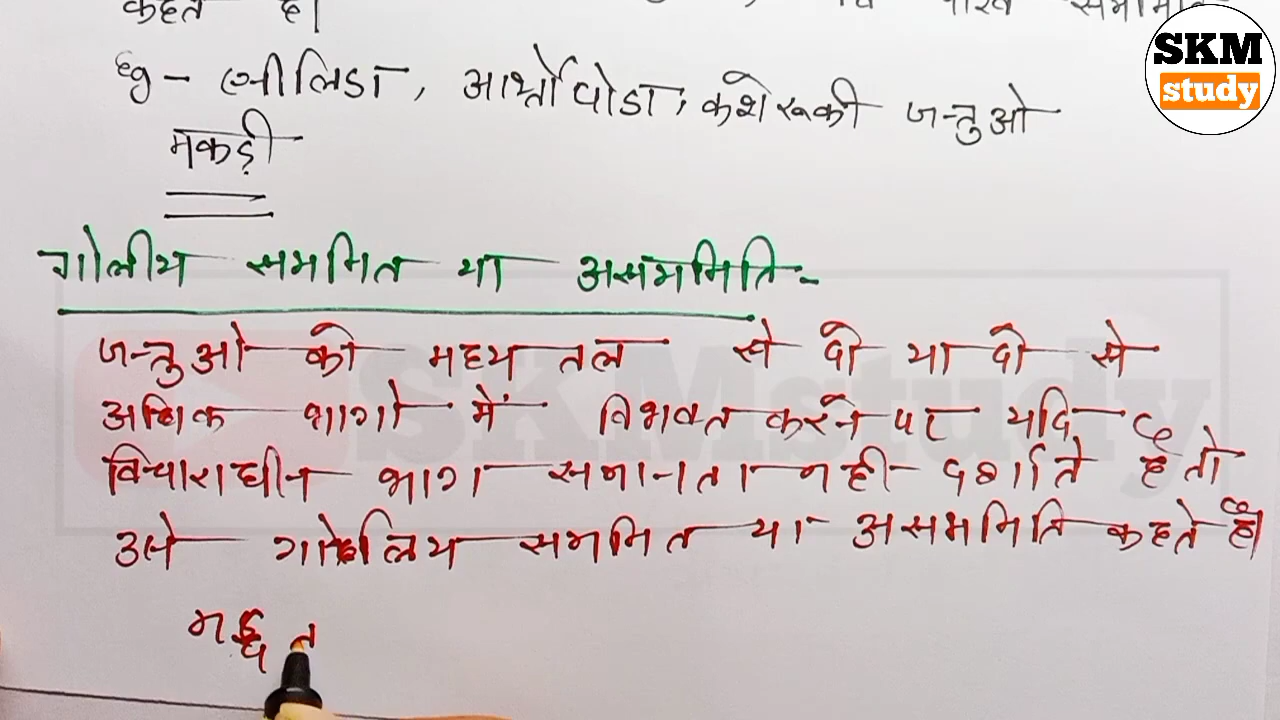 कहते है।
SKM
study
eg - ऐनीलिडा, आर्थ्रोपोडा, कशेरूकी जन्तुओ
मकड़ी
गोलीय सममित या असममिति -
जन्तुओ को मध्य तल से दो या दो से
अधिक भागो में विभक्त करने पर यदि
विचाराधीन भाग समानता नही दर्शाते है तो
उसे गोलिय सममित या असममिति कहते है।
SKMstudy